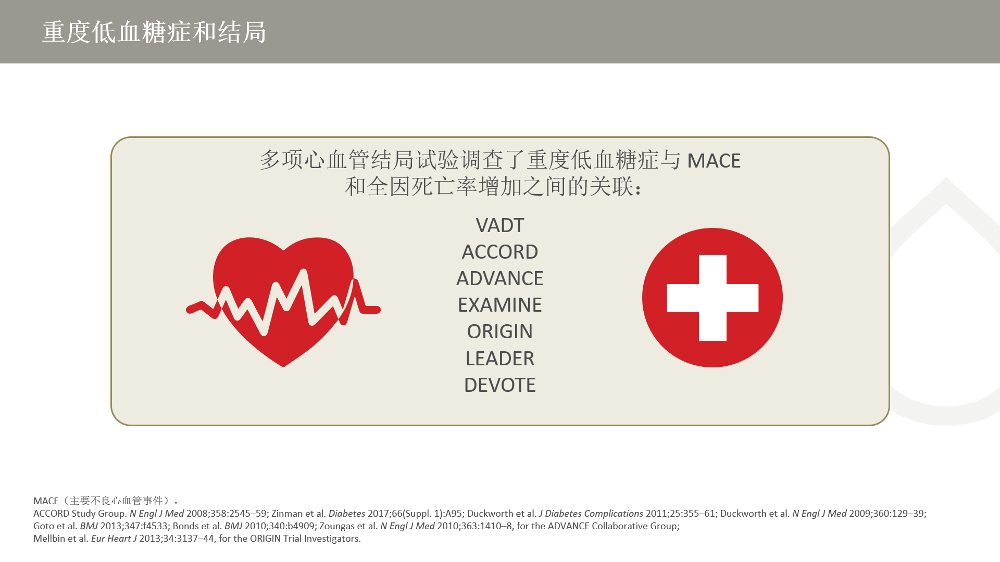 重度低血糖症和结局
多项心血管结局试验调查了重度低血糖症与 MACE
和全因死亡率增加之间的关联：
VADT
ACCORD
ADVANCE
EXAMINE
ORIGIN
LEADER
DEVOTE
MACE（主要不良心血管事件）。
ACCORD Study Group. N Engl J Med 2008;358:2545–59; Zinman et al. Diabetes 2017;66(Suppl. 1):A95; Duckworth et al. J Diabetes Complications 2011;25:355–61; Duckworth et al. N Engl J Med 2009;360:129–39;
Goto et al. BMJ 2013;347:f4533; Bonds et al. BMJ 2010;340:b4909; Zoungas et al. N Engl J Med 2010;363:1410–8, for the ADVANCE Collaborative Group;
Mellbin et al. Eur Heart J 2013;34:3137–44, for the ORIGIN Trial Investigators.